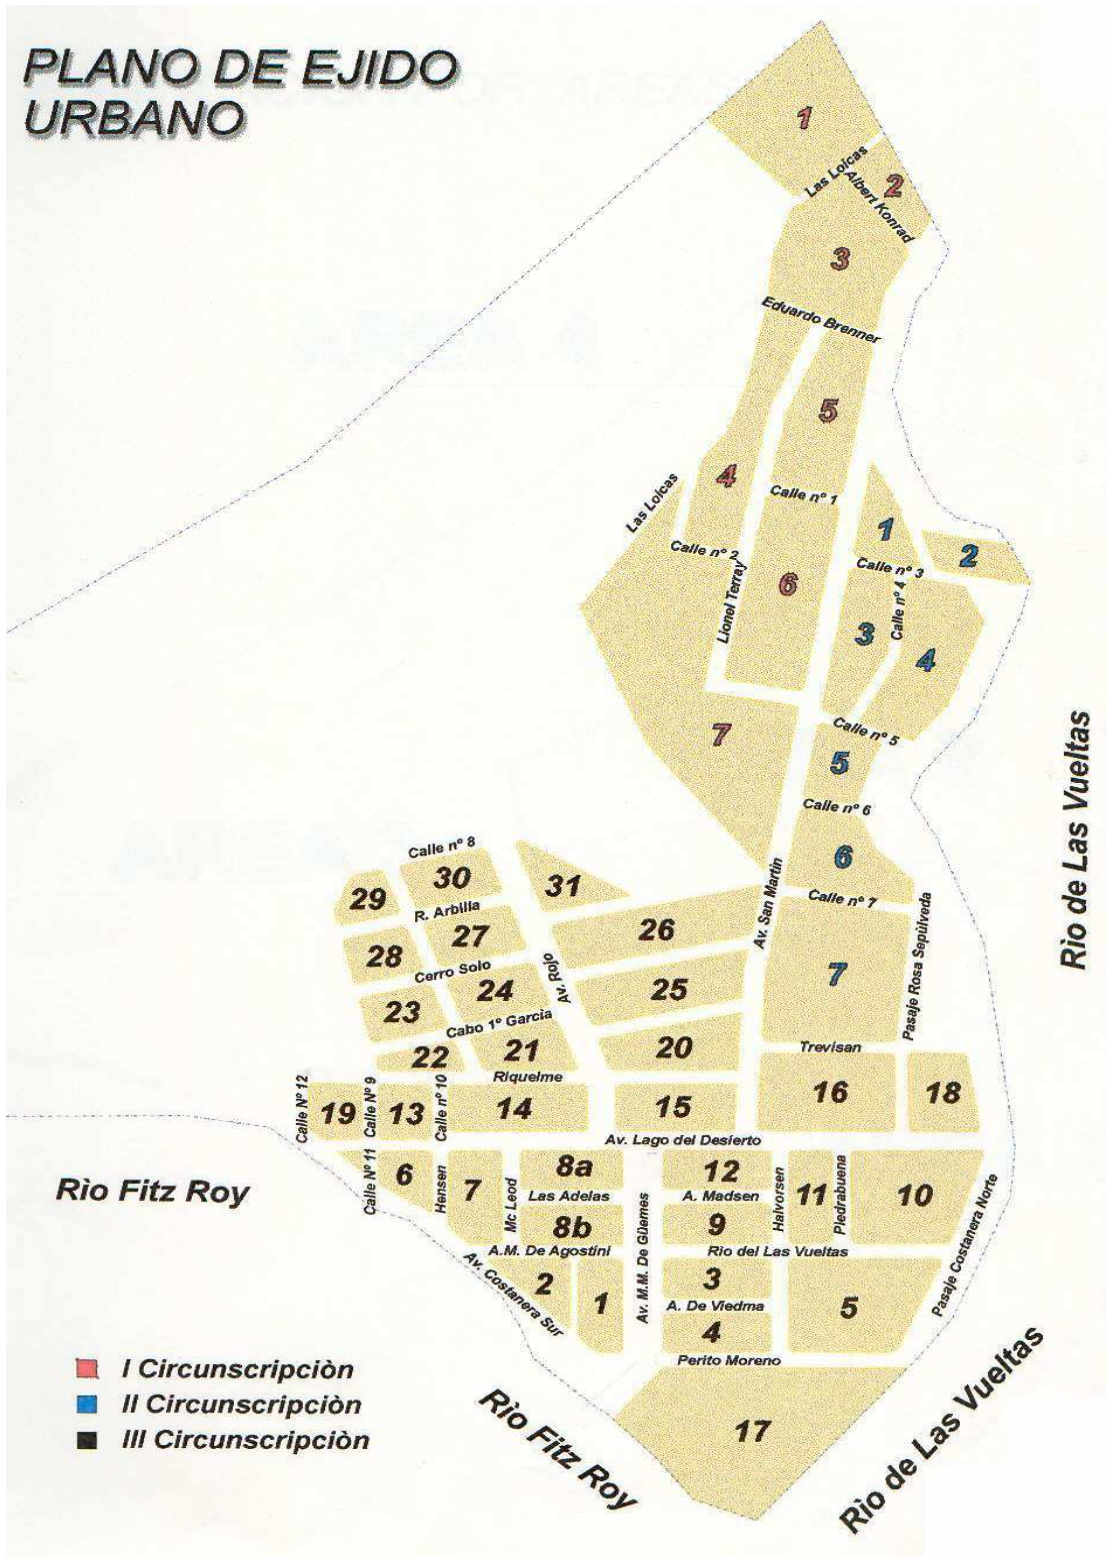 PLANO DE EJIDO
URBANO
1
Las Loicas
2
Albert Konrad
3
Eduardo Brenner
5
4
Las Loicas
Calle nº 1
1
Calle nº 2
2
Calle nº 3
6
Lionel Terray
Calle nº 4
3
4
7
Calle nº 5
5
Rìo de Las Vueltas
Calle nº 6
6
Calle nº 8
30
31
29
R. Arbilla
Av. San Martin
Calle nº 7
26
27
28
Cerro Solo
Av. Rojo
7
Pasaje Rosa Sepúlveda
24
25
23
Cabo 1º Garcìa
22
21
20
Trevisan
Riquelme
Calle Nº 12
19
Calle Nº 9
13
Calle nº 10
14
15
16
18
Av. Lago del Desierto
Rìo Fitz Roy
Calle Nº 11
6
Hensen
7
Mc Leod
8a
Las Adelas
8b
Av. M.M. De Güemes
12
A. Madsen
9
Halvorsen
11
Piedrabuena
10
Pasaje Costanera Norte
A.M. De Agostini
Rìo del Las Vueltas
Av. Costanera Sur
2
1
3
A. De Viedma
4
5
Perito Moreno
17
Rìo Fitz Roy
Rìo de Las Vueltas
I Circunscripciòn
II Circunscripciòn
III Circunscripciòn